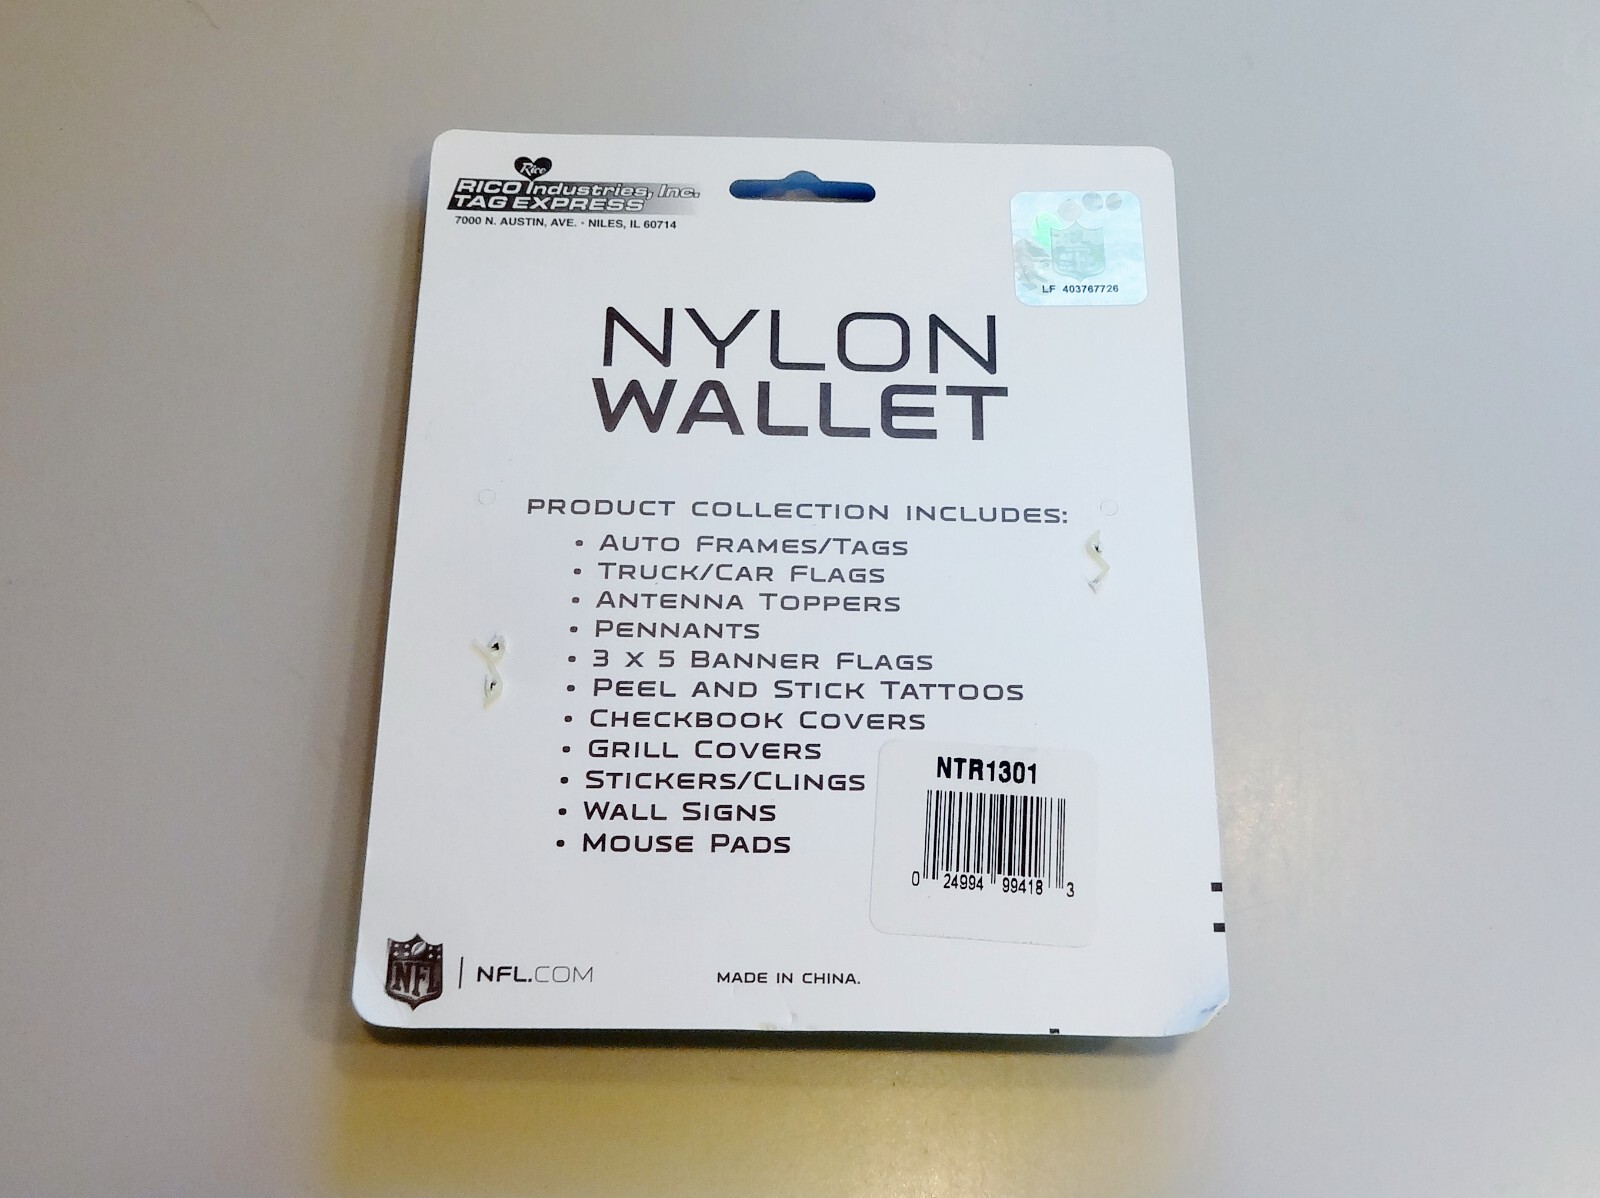 Rico
RICO Industries, Inc.
TAG EXPRESS
7000 N. AUSTIN, AVE. • NILES, IL 60714
LF 403767726
NYLON
WALLET
PRODUCT COLLECTION INCLUDES:
• AUTO FRAMES/TAGS
• TRUCK/CAR FLAGS
• ANTENNA TOPPERS
• PENNANTS
• 3 X 5 BANNER FLAGS
• PEEL AND STICK TATTOOS
• CHECKBOOK COVERS
• GRILL COVERS
• STICKERS/CLINGS
• WALL SIGNS
• MOUSE PADS
NTR1301
0 24994 99418 3
NFL | NFL.COM
MADE IN CHINA.